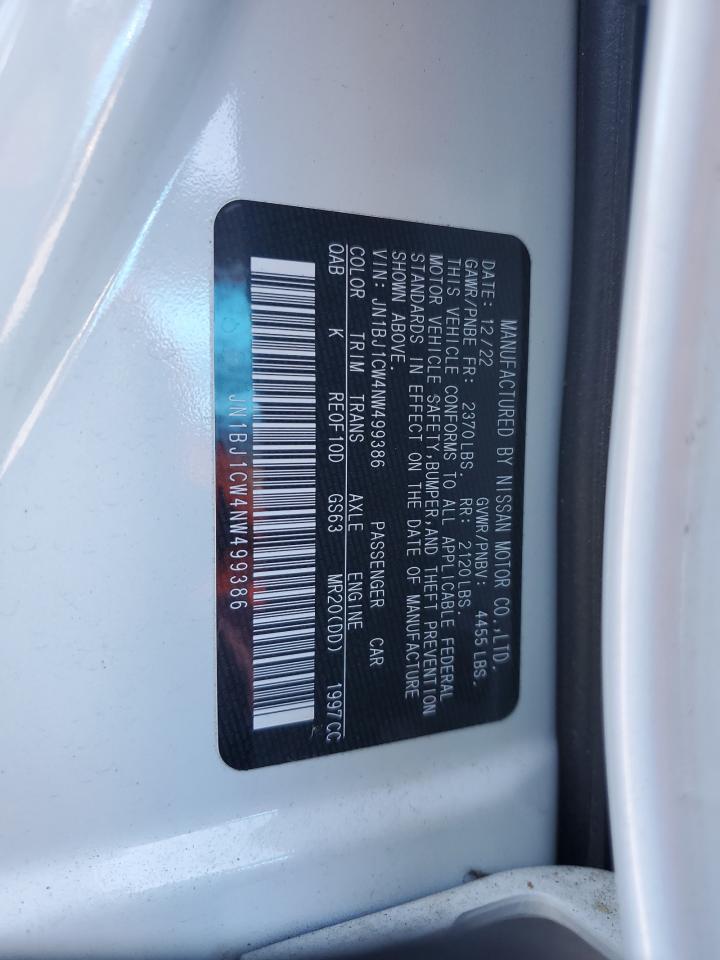 MANUFACTURED BY NISSAN MOTOR CO.,LTD.
DATE: 12/22 GVWR/PNBV: 4455 LBS.
GAWR/PNBE FR: 2370LBS. RR: 2120LBS.
THIS VEHICLE CONFORMS TO ALL APPLICABLE FEDERAL
MOTOR VEHICLE SAFETY,BUMPER,AND THEFT PREVENTION
STANDARDS IN EFFECT ON THE DATE OF MANUFACTURE
SHOWN ABOVE.
VIN: JN1BJ1CW4NW499386 PASSENGER CAR
COLOR TRIM TRANS AXLE ENGINE
QAB K RE0F10D GS63 MR20(DD) 1997CC
JN1BJ1CW4NW499386